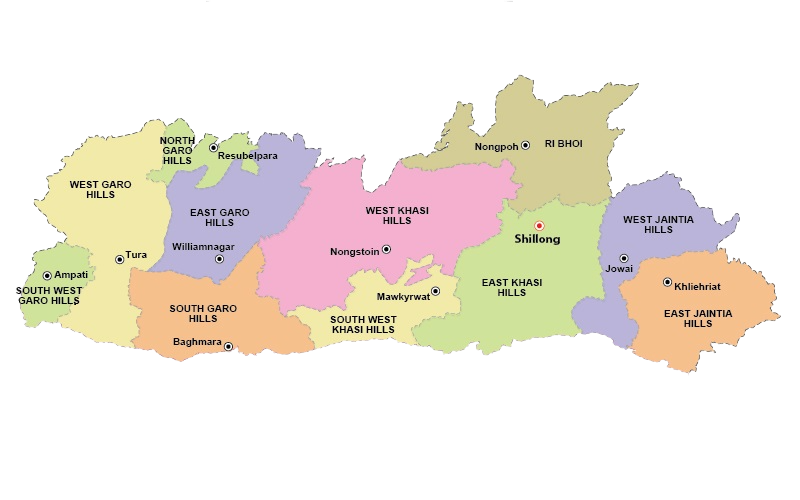 Nongpoh
RI BHOI
NORTH
GARO
HILLS
Resubelpara
WEST GARO
HILLS
EAST GARO
HILLS
WEST KHASI
HILLS
WEST JAINTIA
HILLS
Shillong
Williamnagar
Tura
Nongstoin
Jowai
Ampati
SOUTH WEST
GARO HILLS
EAST KHASI
HILLS
Khliehriat
Mawkyrwat
SOUTH GARO
HILLS
SOUTH WEST
KHASI HILLS
EAST JAINTIA
HILLS
Baghmara